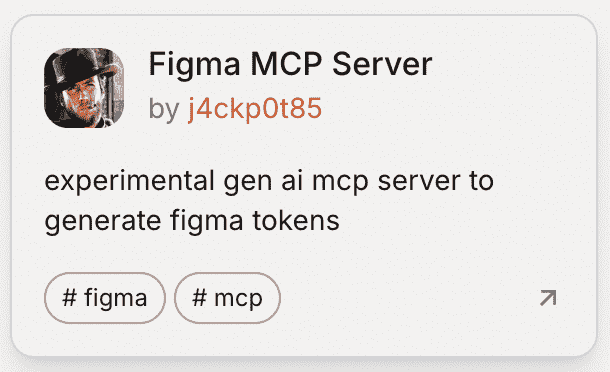 Figma MCP Server
by j4ckp0t85
experimental gen ai mcp server to
generate figma tokens
# figma
# mcp